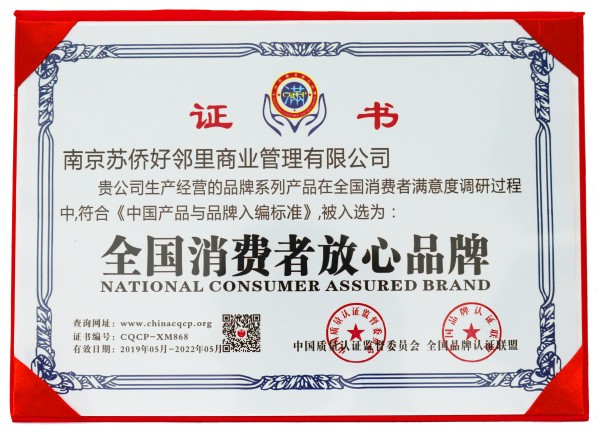 证 书
南京苏侨好邻里商业管理有限公司
贵公司生产经营的品牌系列产品在全国消费者满意度调研过程
中,符合《中国产品与品牌入编标准》,被入选为：
全国消费者放心品牌
NATIONAL CONSUMER ASSURED BRAND
查询网址：www.chinacqcp.org
证书编号：CQCP-XM868
有效日期：2019年05月-2022年05月
中国质量认证监督委员会 全国品牌认证联盟